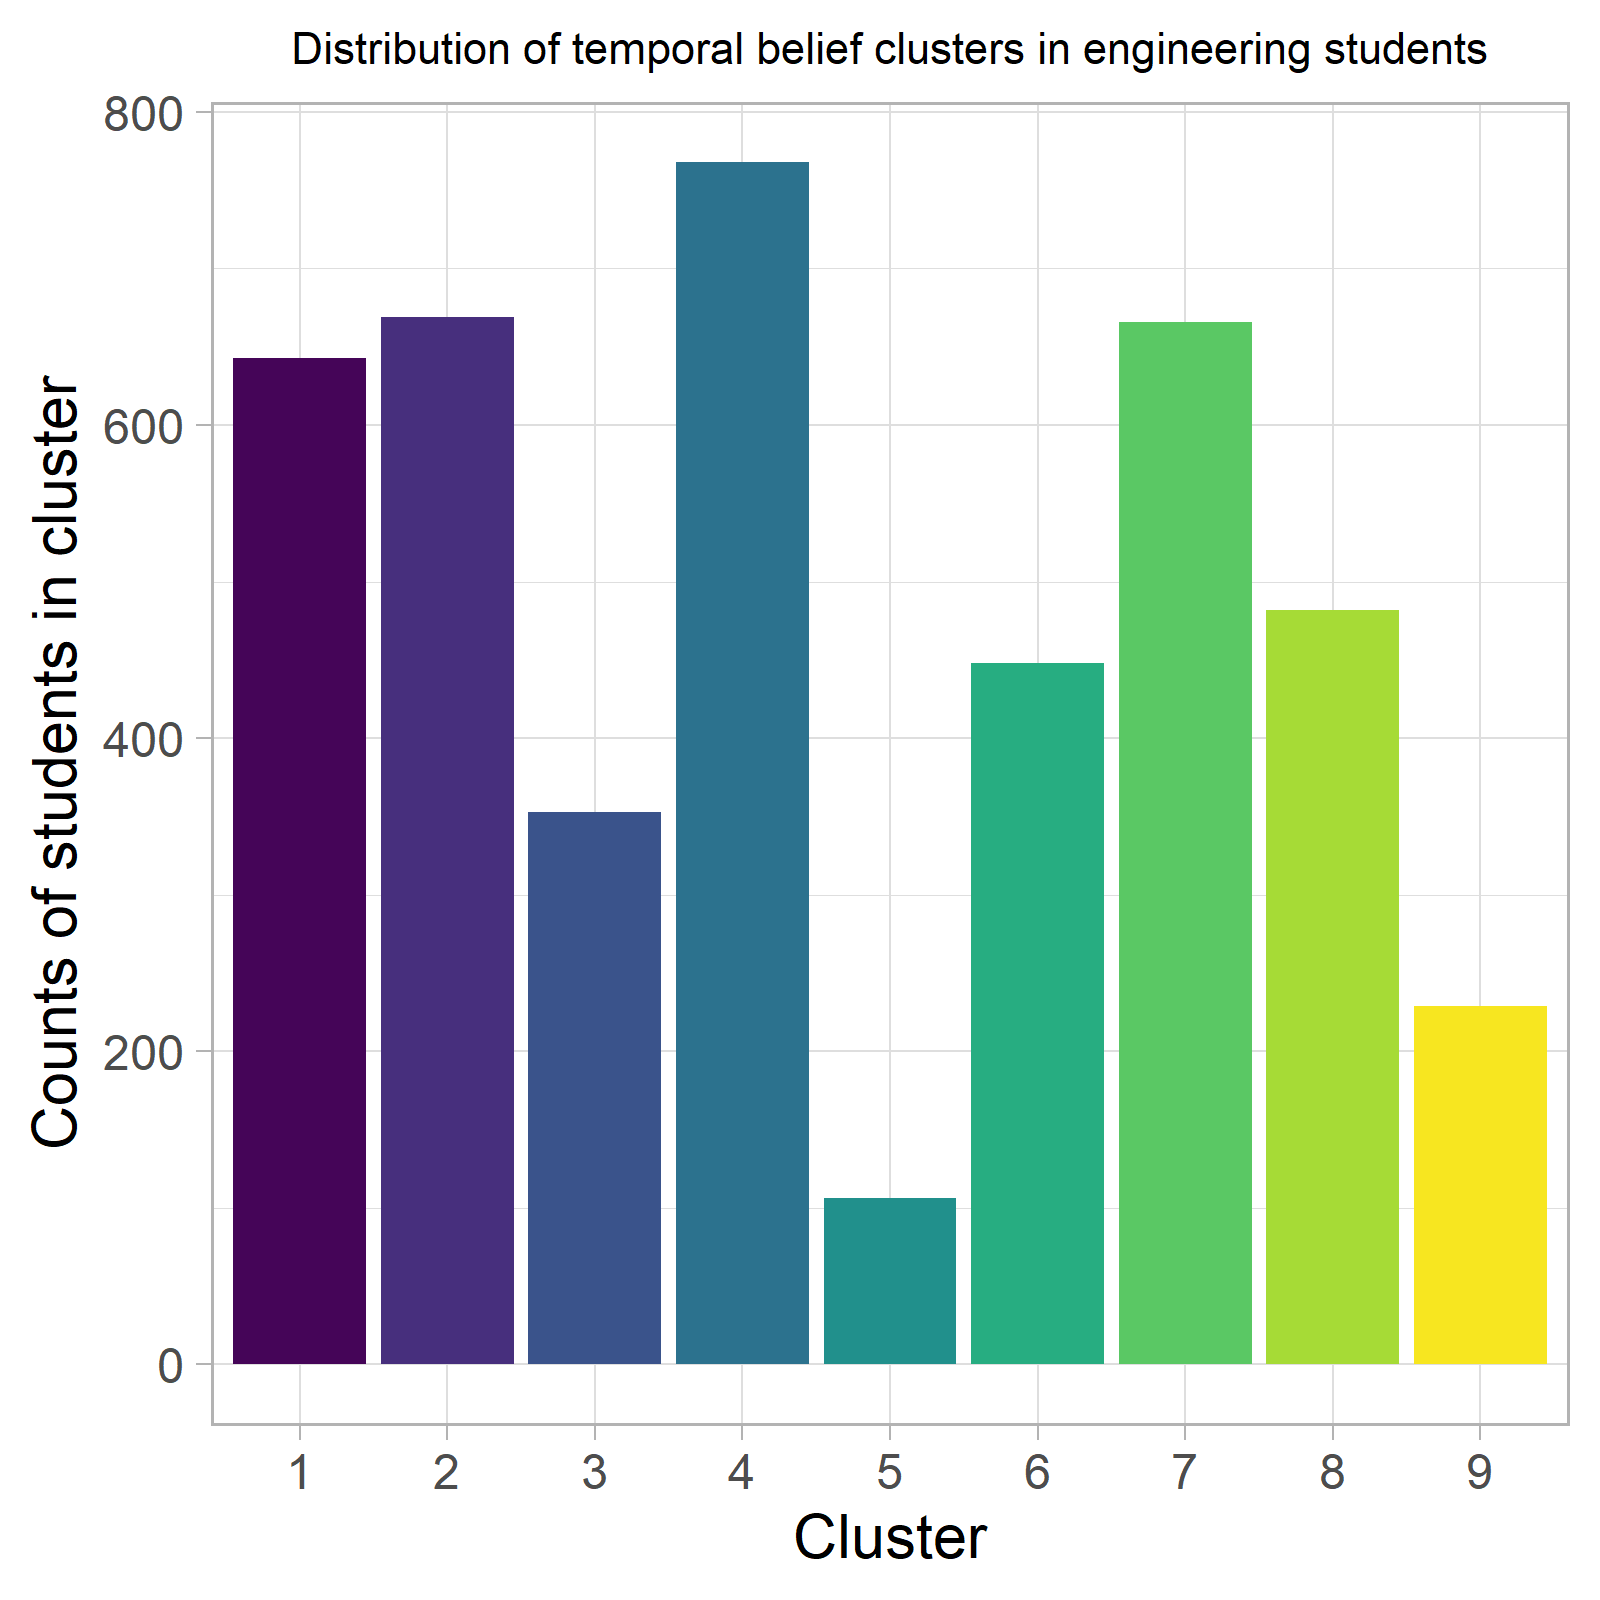 Distribution of temporal belief clusters in engineering students
800
600
400
200
0
Counts of students in cluster
1 2 3 4 5 6 7 8 9
Cluster